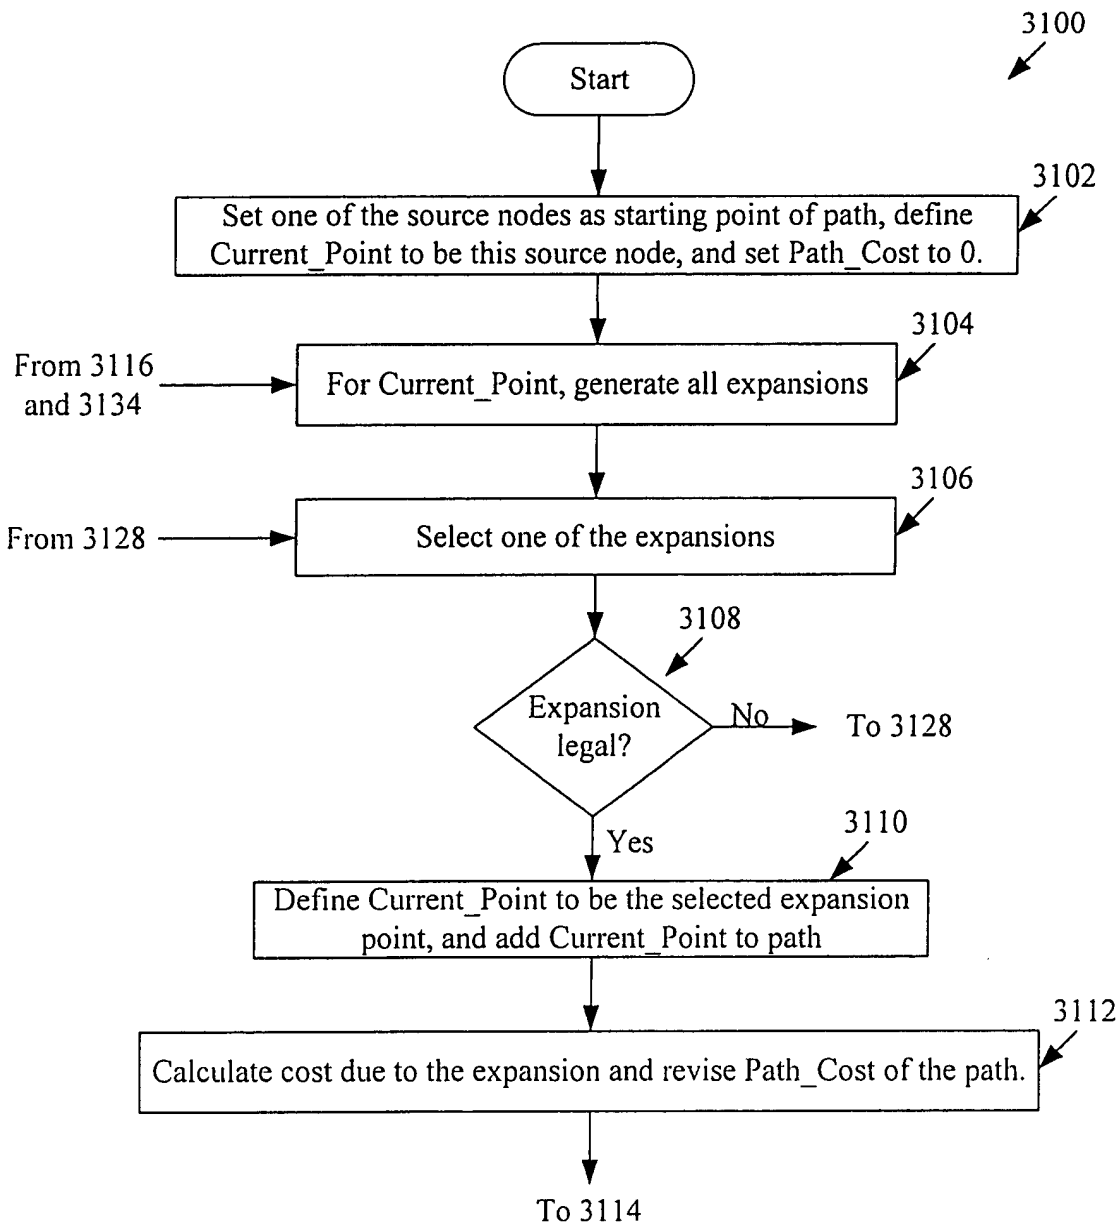 3100
Start
3102
Set one of the source nodes as starting point of path, define
Current_Point to be this source node, and set Path_Cost to 0.
3104
From 3116
and 3134
For Current_Point, generate all expansions
3106
From 3128
Select one of the expansions
3108
Expansion
legal?
No
To 3128
Yes
3110
Define Current_Point to be the selected expansion
point, and add Current_Point to path
3112
Calculate cost due to the expansion and revise Path_Cost of the path.
To 3114